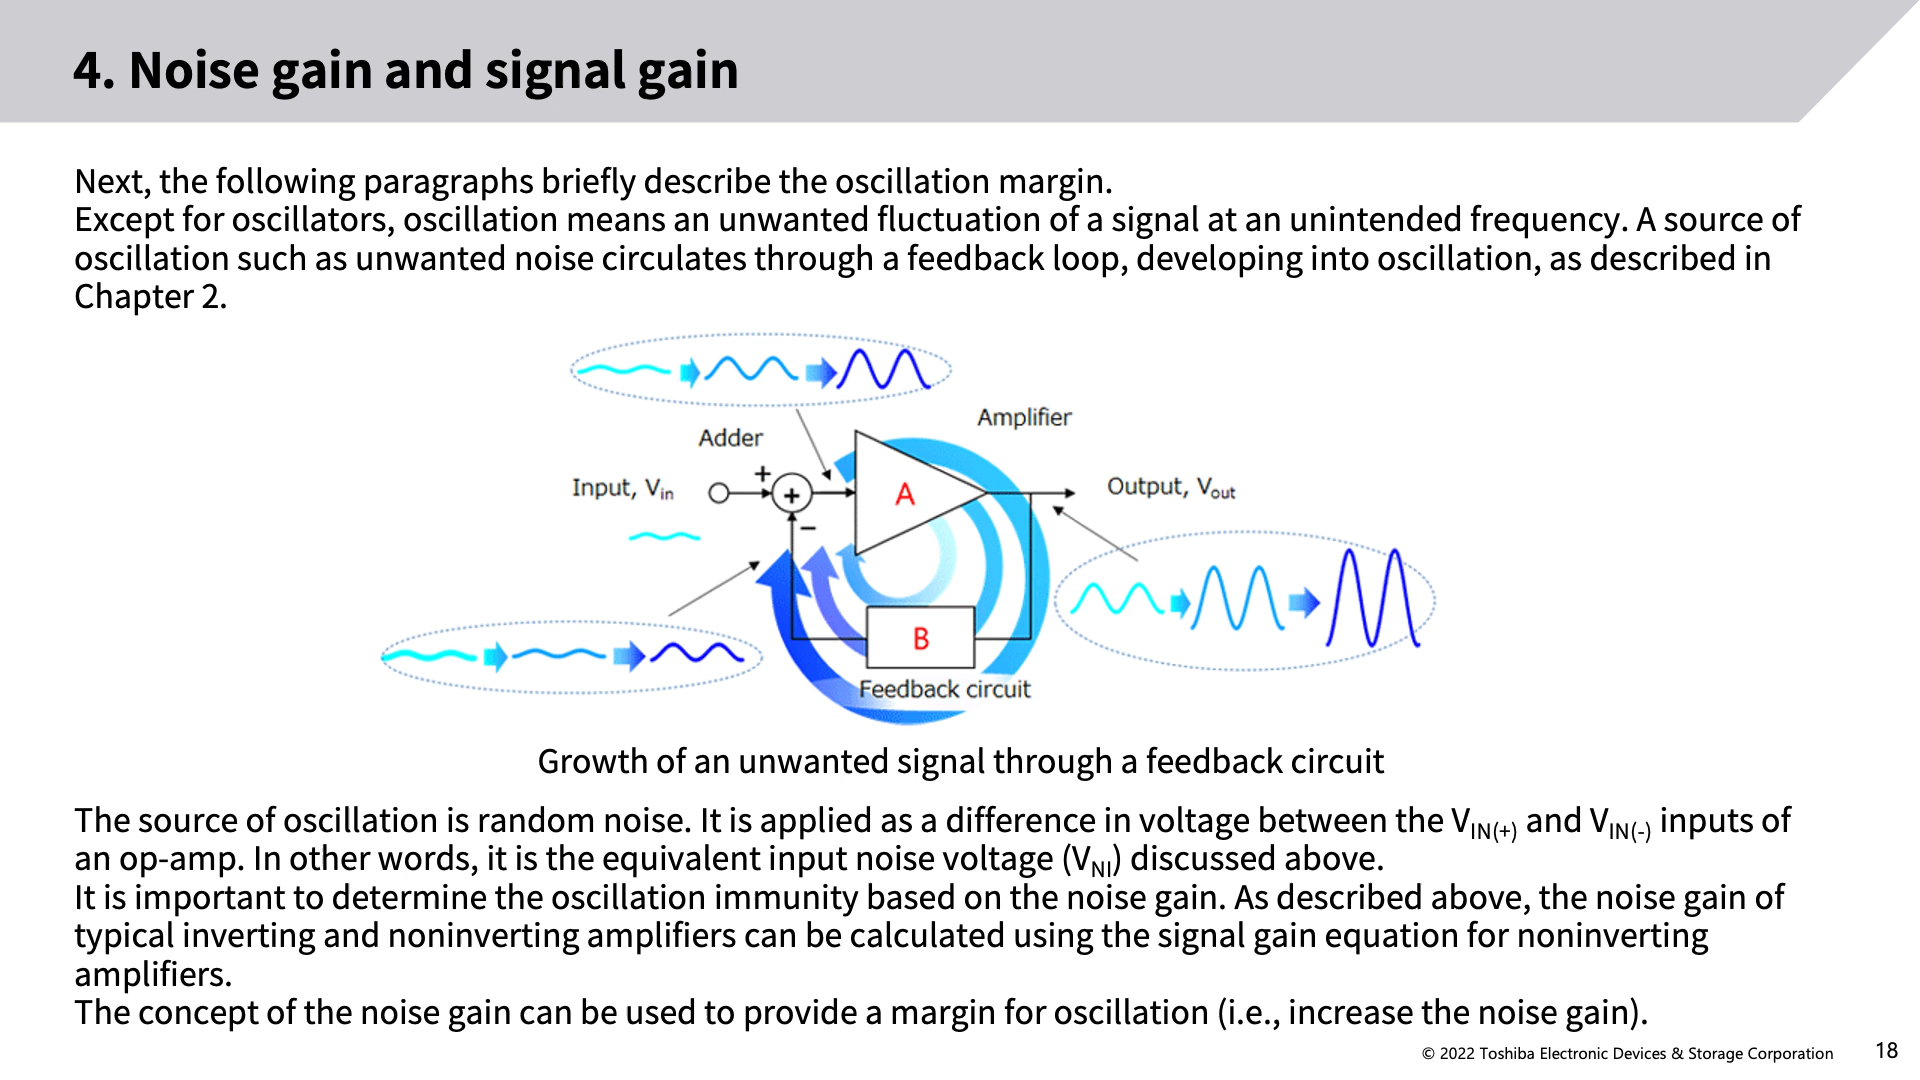 4. Noise gain and signal gain
Next, the following paragraphs briefly describe the oscillation margin.
Except for oscillators, oscillation means an unwanted fluctuation of a signal at an unintended frequency. A source of
oscillation such as unwanted noise circulates through a feedback loop, developing into oscillation, as described in
Chapter 2.
Amplifier
Adder
+
Input, Vin
+
A
Output, Vout
−
B
Feedback circuit
Growth of an unwanted signal through a feedback circuit
The source of oscillation is random noise. It is applied as a difference in voltage between the VIN(+) and VIN(-) inputs of
an op-amp. In other words, it is the equivalent input noise voltage (VNI) discussed above.
It is important to determine the oscillation immunity based on the noise gain. As described above, the noise gain of
typical inverting and noninverting amplifiers can be calculated using the signal gain equation for noninverting
amplifiers.
The concept of the noise gain can be used to provide a margin for oscillation (i.e., increase the noise gain).
© 2022 Toshiba Electronic Devices & Storage Corporation
18